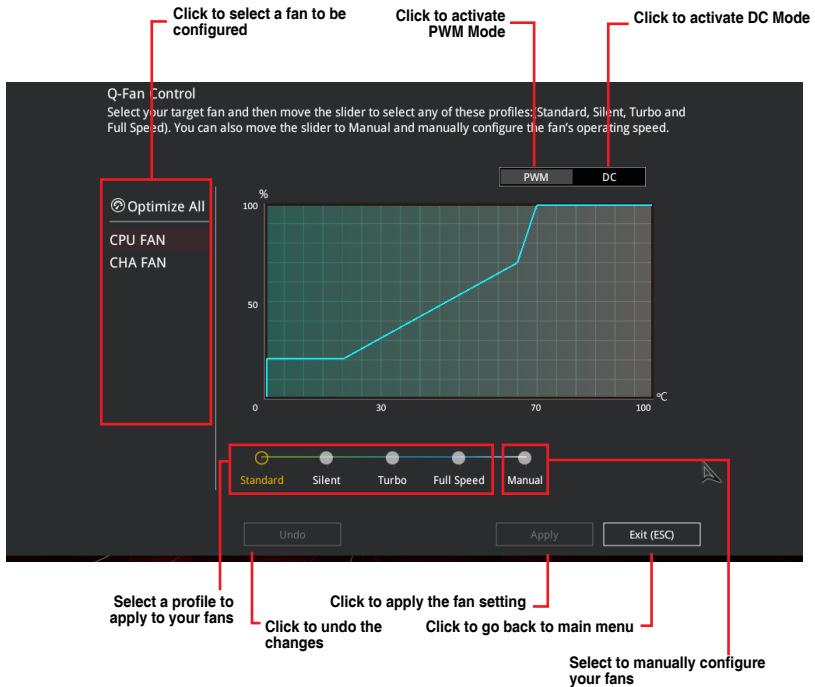 Click to select a fan to be
configured
Click to activate
PWM Mode
Click to activate DC Mode
Q-Fan Control
Select your target fan and then move the slider to select any of these profiles:(Standard, Silent, Turbo and
Full Speed). You can also move the slider to Manual and manually configure the fan's operating speed.
PWM DC
Optimize All
CPU FAN
CHA FAN
%
100
50
0 30 70 100
°C
Standard Silent Turbo Full Speed Manual
Undo Apply Exit (ESC)
Select a profile to
apply to your fans
Click to undo the
changes
Click to apply the fan setting
Click to go back to main menu
Select to manually configure
your fans